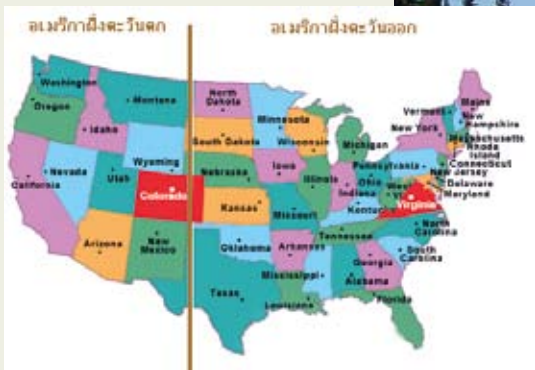 อเมริกาฝั่งตะวันตก
อเมริกาฝั่งตะวันออก
Washington
Oregon
Idaho
Montana
Wyoming
Nevada
California
Utah
Colorado
Arizona
New
Mexico
North
Dakota
South Dakota
Nebraska
Kansas
Oklahoma
Texas
Minnesota
Wisconsin
Iowa
Missouri
Arkansas
Mississippi
Louisiana
Michigan
Illinois
Indiana
Ohio
Kentucky
Tennessee
Alabama
Georgia
Florida
South
Carolina
North
Carolina
Virginia
West
Pennsylvania
New York
Vermont
Maine
New
Hampshire
Massachusetts
Rhode
Island
Connecticut
New Jersey
Delaware
Maryland